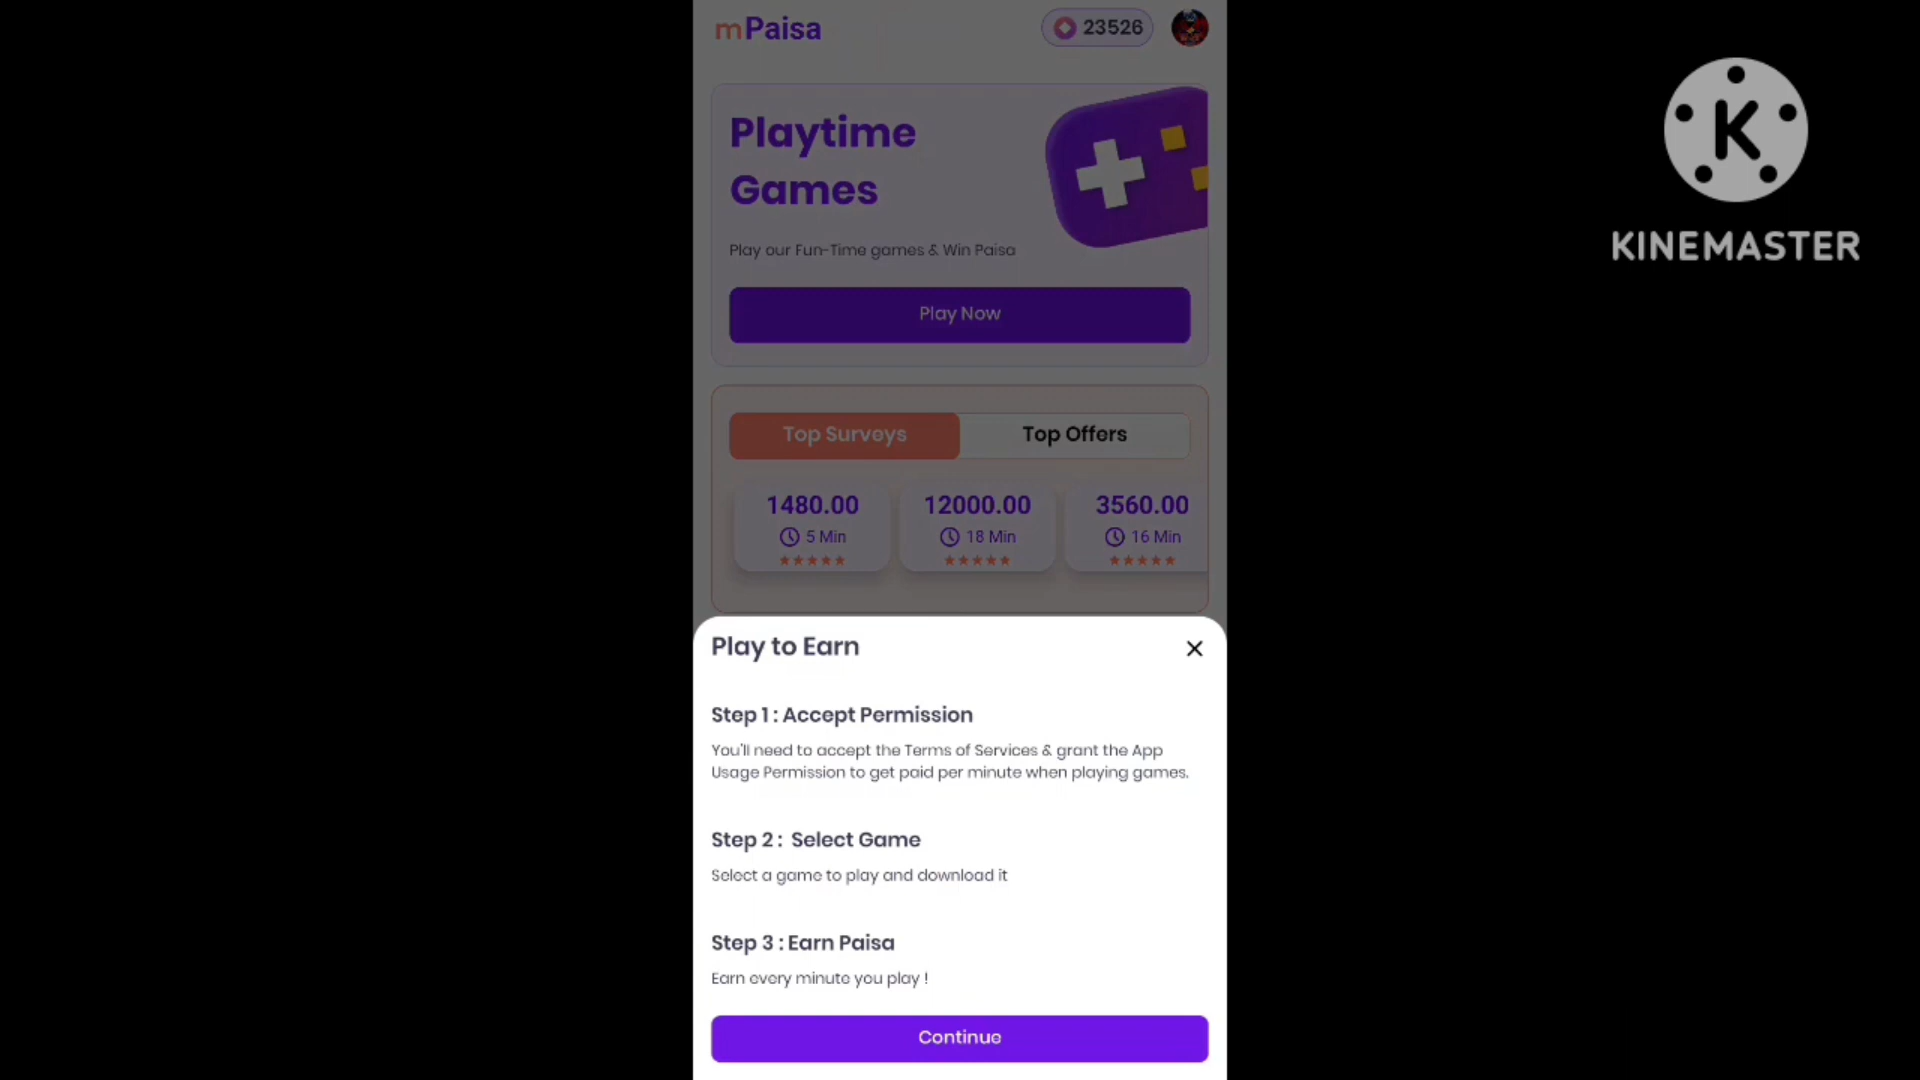 mPaisa
23526
Playtime
Games
Play our Fun-Time games & Win Paisa
Play Now
Top Surveys
Top Offers
1480.00
12000.00
3560.00
5 Min
18 Min
16 Min
Play to Earn
Step 1 : Accept Permission
You'll need to accept the Terms of Services & grant the App
Usage Permission to get paid per minute when playing games.
Step 2 : Select Game
Select a game to play and download it
Step 3 : Earn Paisa
Earn every minute you play !
Continue
K
KINEMASTER